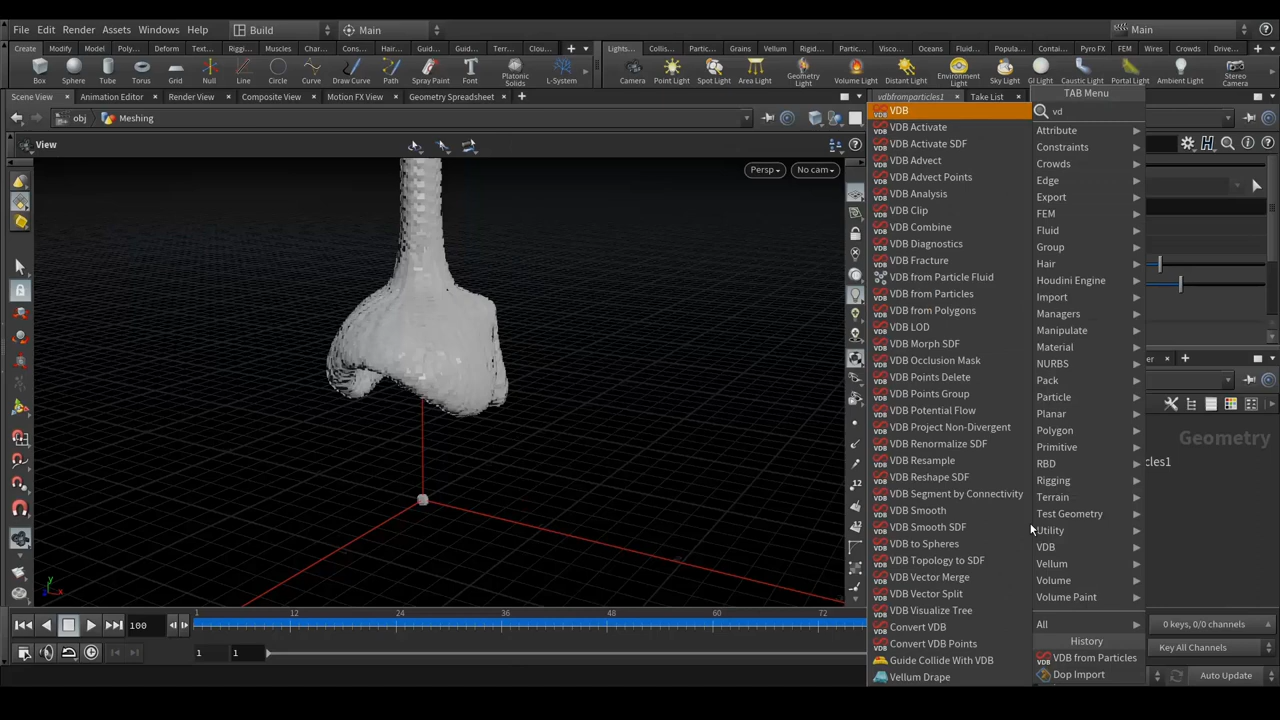 File Edit Render Assets Windows Help Build Main Main
Create Modify Model Poly... Deform Text... Riggi... Muscles Char... Cons... Hair... Guid... Guid... Terr... Clou... Lights... Collis... Partic... Grains Vellum Rigid... Partic... Visco... Oceans Fluid... Popula... Contai... Pyro FX FEM Wires Crowds Drive...
Box Sphere Tube Torus Grid Null Line Circle Curve Draw Curve Path Spray Paint Font Platonic Solids L-System Camera Point Light Spot Light Area Light Geometry Light Volume Light Distant Light Environment Light Sky Light GI Light Caustic Light Portal Light Ambient Light Stereo Camera
Scene View Animation Editor Render View Composite View Motion FX View Geometry Spreadsheet vdbfromparticles1 Take List TAB Menu
obj Meshing
View
Persp No cam
vd
VDB
VDB Activate
VDB Activate SDF
VDB Advect
VDB Advect Points
VDB Analysis
VDB Clip
VDB Combine
VDB Diagnostics
VDB Fracture
VDB from Particle Fluid
VDB from Particles
VDB from Polygons
VDB LOD
VDB Morph SDF
VDB Occlusion Mask
VDB Points Delete
VDB Points Group
VDB Potential Flow
VDB Project Non-Divergent
VDB Renormalize SDF
VDB Resample
VDB Reshape SDF
VDB Segment by Connectivity
VDB Smooth
VDB Smooth SDF
VDB to Spheres
VDB Topology to SDF
VDB Vector Merge
VDB Vector Split
VDB Visualize Tree
Convert VDB
Convert VDB Points
Guide Collide With VDB
Vellum Drape
Attribute
Constraints
Crowds
Edge
Export
FEM
Fluid
Group
Hair
Houdini Engine
Import
Managers
Manipulate
Material
NURBS
Pack
Particle
Planar
Polygon
Primitive
RBD
Rigging
Terrain
Test Geometry
Utility
VDB
Vellum
Volume
Volume Paint
All
History
VDB from Particles
Dop Import
Geometry
cles1
12
12
y
x
z
1 12 24 36 48 60 72
100
1 1
0 keys, 0/0 channels
Key All Channels
Auto Update